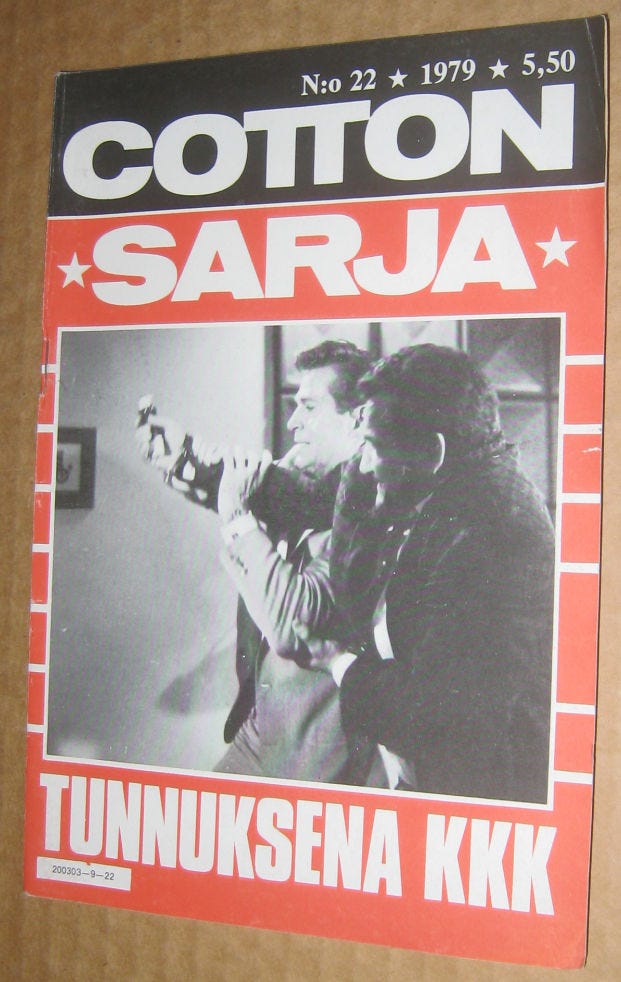 N:o 22 ★ 1979 ★ 5,50
COTTON
★SARJA★
TUNNUKSENA KKK
200303—9—22